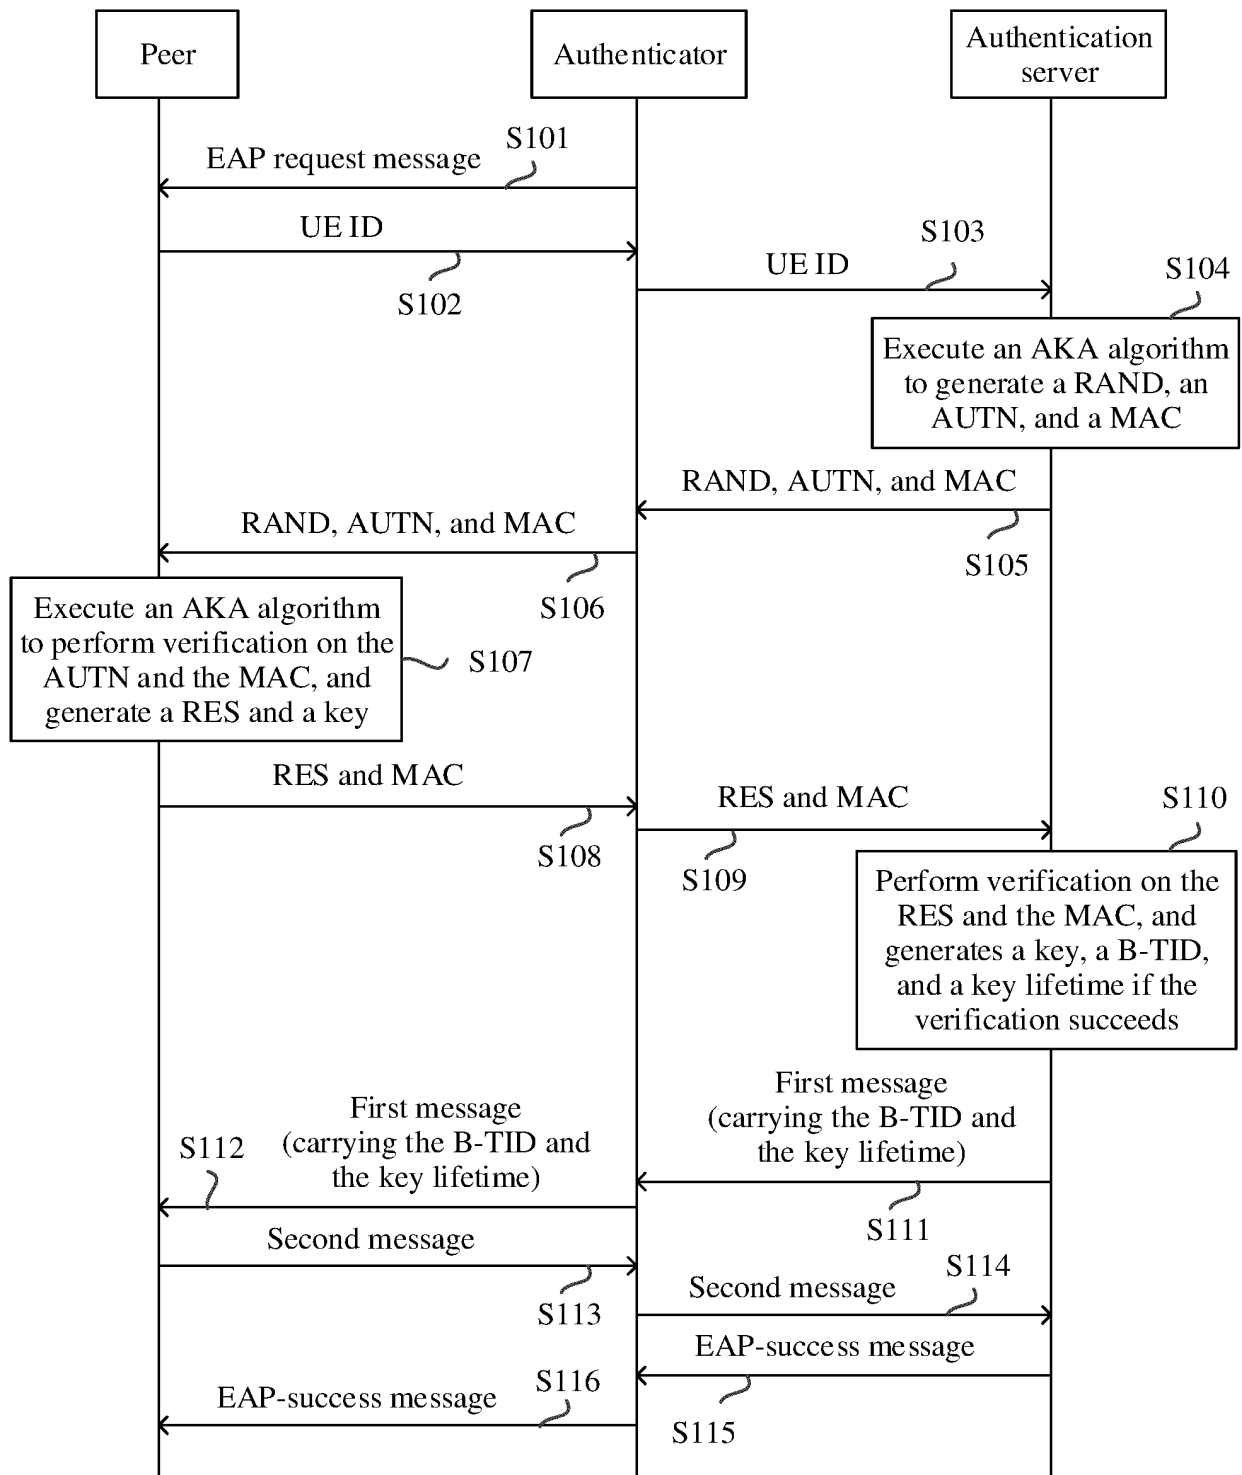 Peer
Authenticator
Authentication
server
S101
EAP request message
UE ID
S102
S103
UE ID
S104
Execute an AKA algorithm
to generate a RAND, an
AUTN, and a MAC
RAND, AUTN, and MAC
S105
RAND, AUTN, and MAC
S106
Execute an AKA algorithm
to perform verification on the
AUTN and the MAC, and
generate a RES and a key
S107
RES and MAC
S108
RES and MAC
S109
S110
Perform verification on the
RES and the MAC, and
generates a key, a B-TID,
and a key lifetime if the
verification succeeds
First message
(carrying the B-TID and
the key lifetime)
S111
First message
(carrying the B-TID and
the key lifetime)
S112
Second message
S113
Second message
S114
EAP-success message
S115
EAP-success message
S116